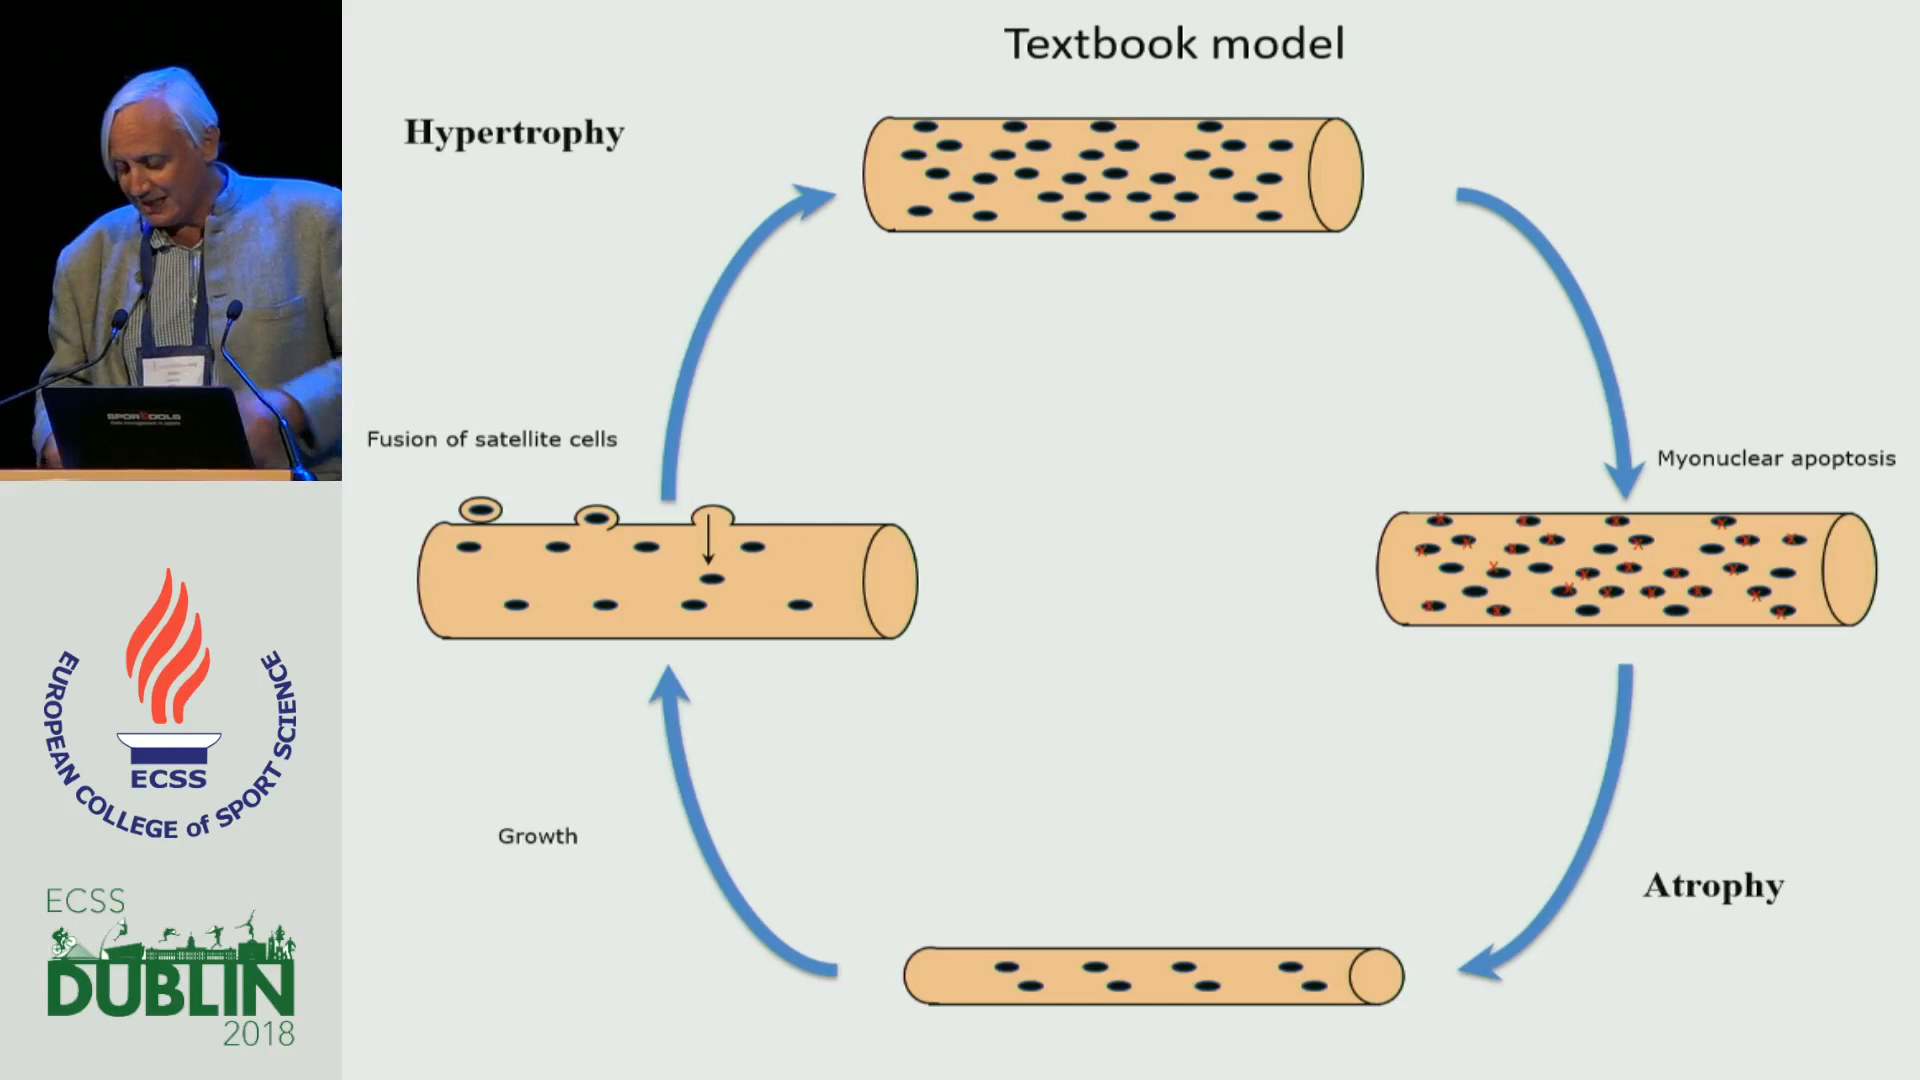 Textbook model
Hypertrophy
Fusion of satellite cells
Myonuclear apoptosis
Growth
Atrophy
EUROPEAN COLLEGE of SPORT SCIENCE
ECSS
ECSS
DUBLIN
2018